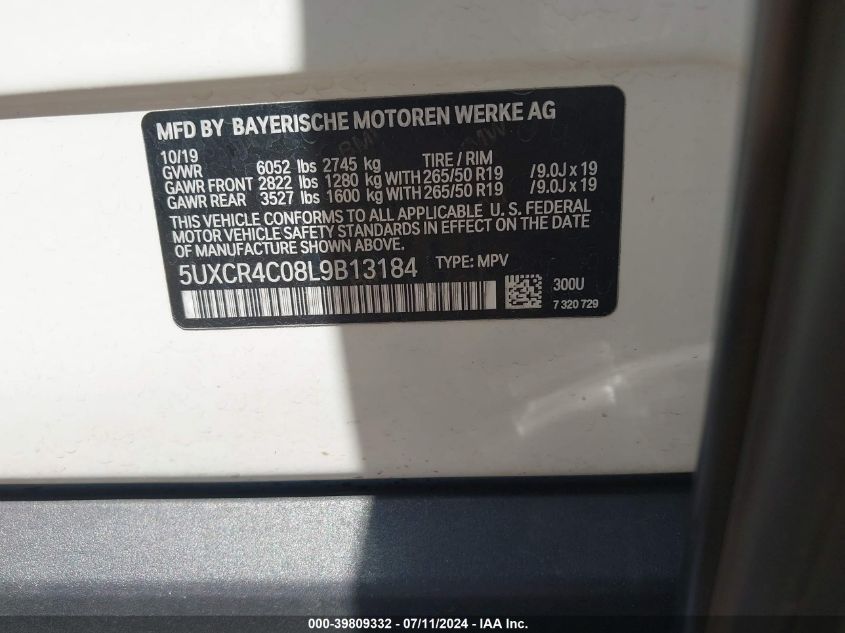 MFD BY BAYERISCHE MOTOREN WERKE AG
10/19
GVWR 6052 lbs 2745 kg TIRE / RIM
GAWR FRONT 2822 lbs 1280 kg WITH 265/50 R19 /9.0J x 19
GAWR REAR 3527 lbs 1600 kg WITH 265/50 R19 /9.0J x 19
THIS VEHICLE CONFORMS TO ALL APPLICABLE U. S. FEDERAL
MOTOR VEHICLE SAFETY STANDARDS IN EFFECT ON THE DATE
OF MANUFACTURE SHOWN ABOVE.
5UXCR4C08L9B13184 TYPE: MPV
300U
7 320 729
000-39809332 - 07/11/2024 - IAA Inc.